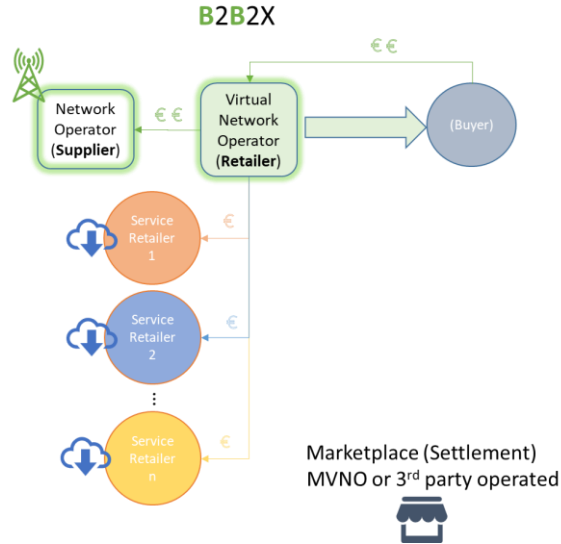 B2B2X
€ €
Network
Operator
(Supplier)
€ €
Virtual
Network
Operator
(Retailer)
(Buyer)
Service
Retailer
1
€
Service
Retailer
2
€
...
Service
Retailer
n
€
Marketplace (Settlement)
MVNO or 3rd party operated